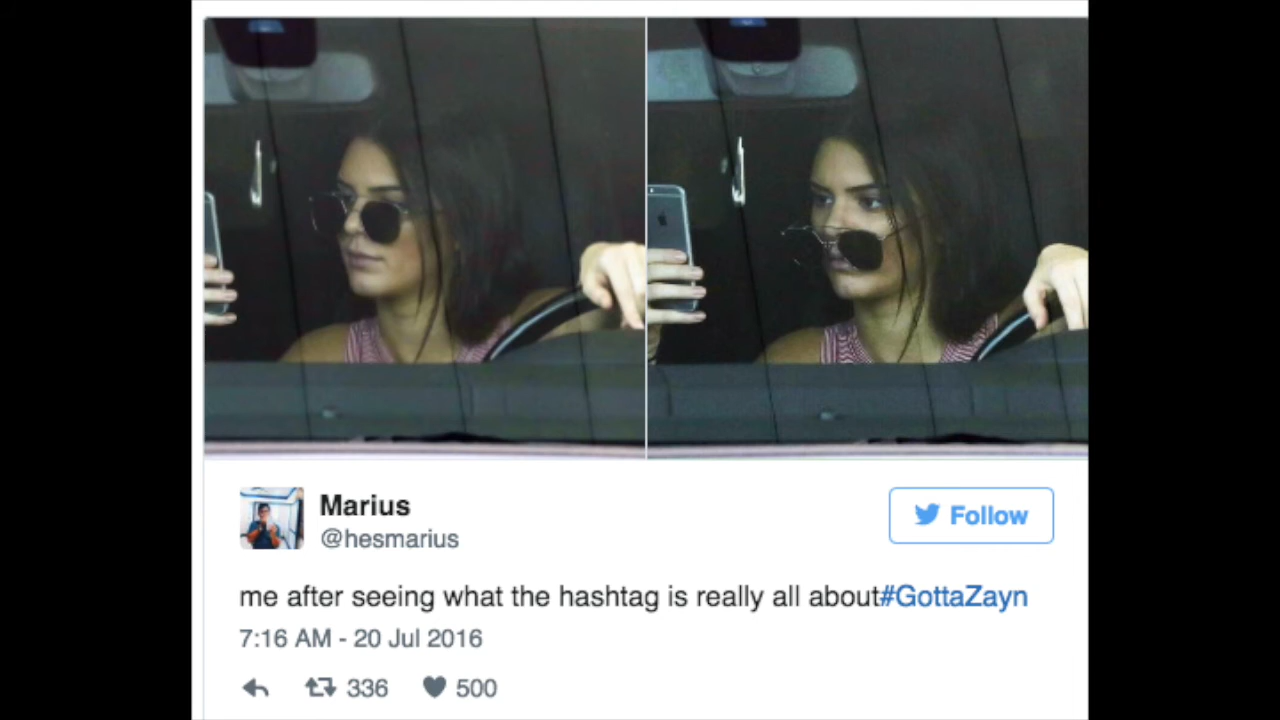 Marius
@hesmarius
Follow
me after seeing what the hashtag is really all about#GottaZayn
7:16 AM - 20 Jul 2016
336 500